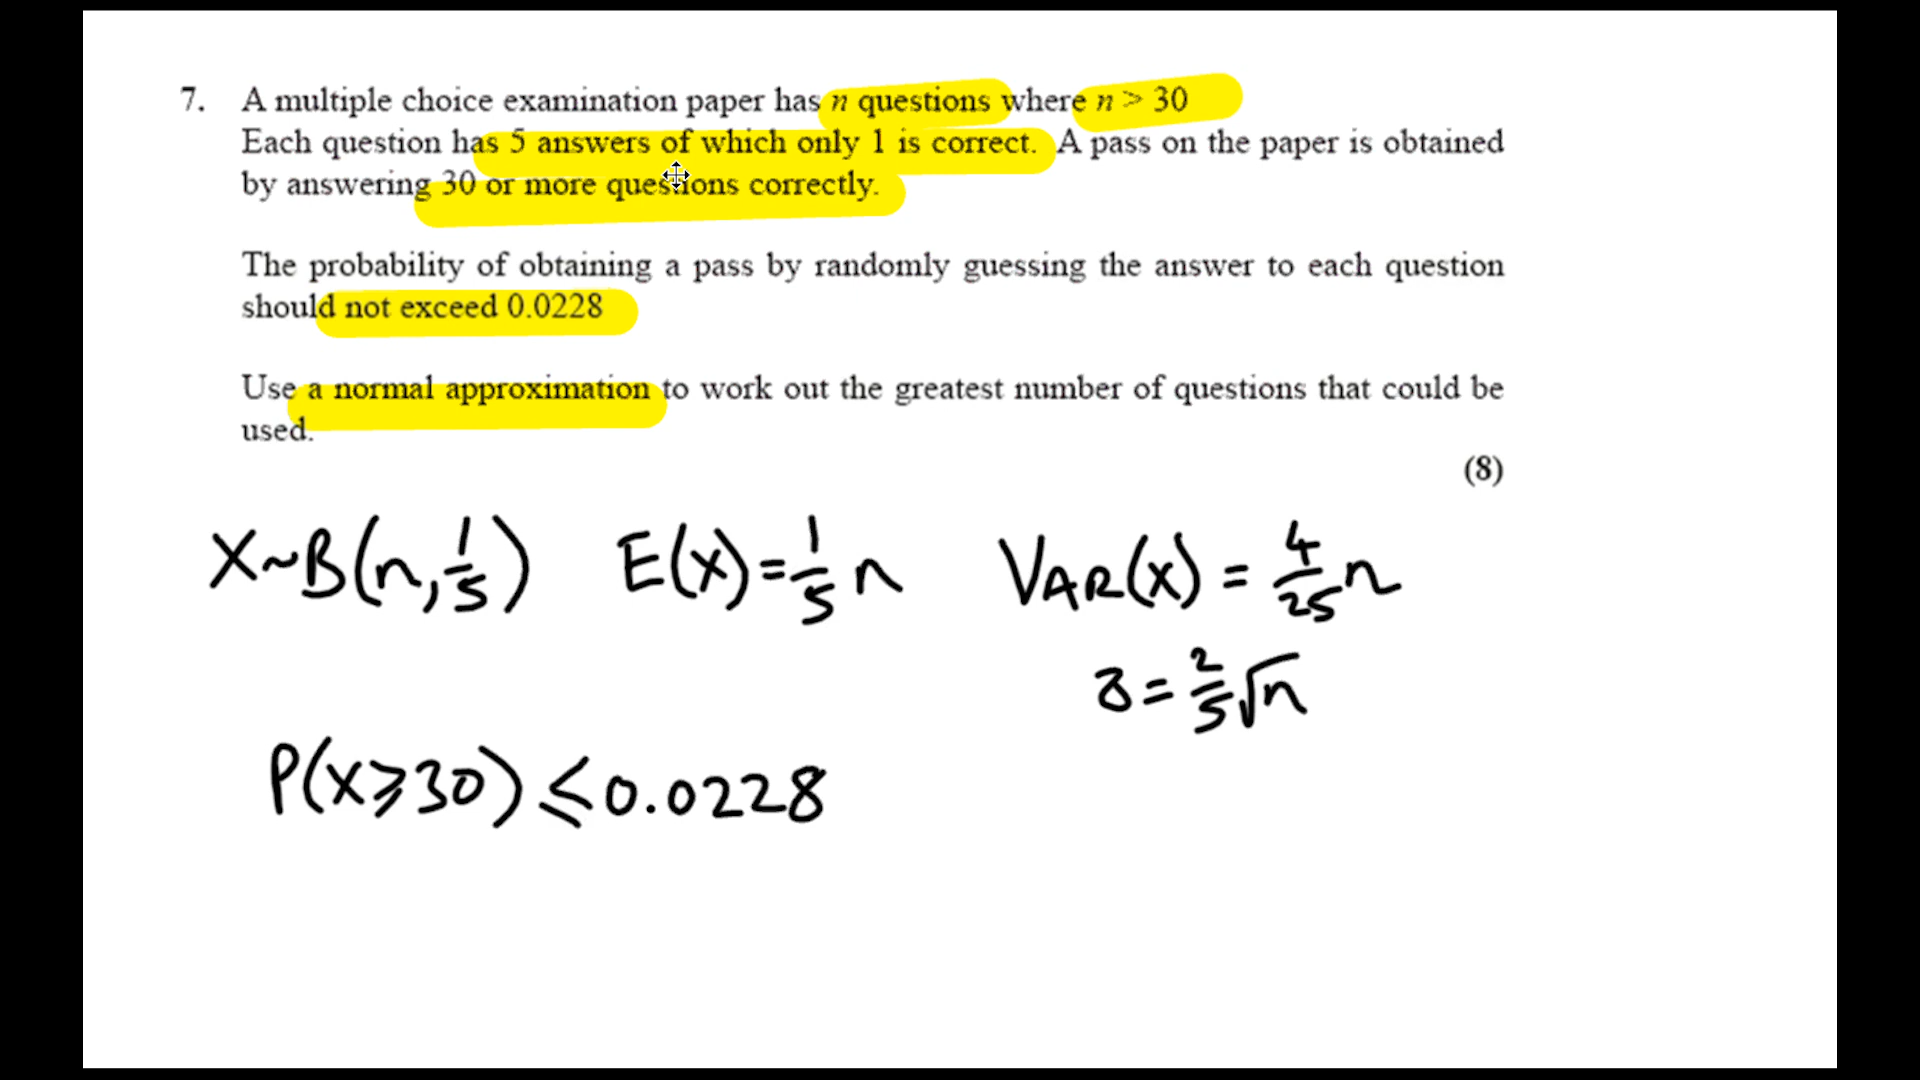 7. A multiple choice examination paper has n questions where n > 30
Each question has 5 answers of which only 1 is correct. A pass on the paper is obtained
by answering 30 or more questions correctly.
The probability of obtaining a pass by randomly guessing the answer to each question
should not exceed 0.0228
Use a normal approximation to work out the greatest number of questions that could be
used.
(8)
X~B(n, 1/5) E(x) = 1/5 n VAR(x) = 4/25 n
8 = 2/5 √n
P(x ⩾ 30) ≤ 0.0228